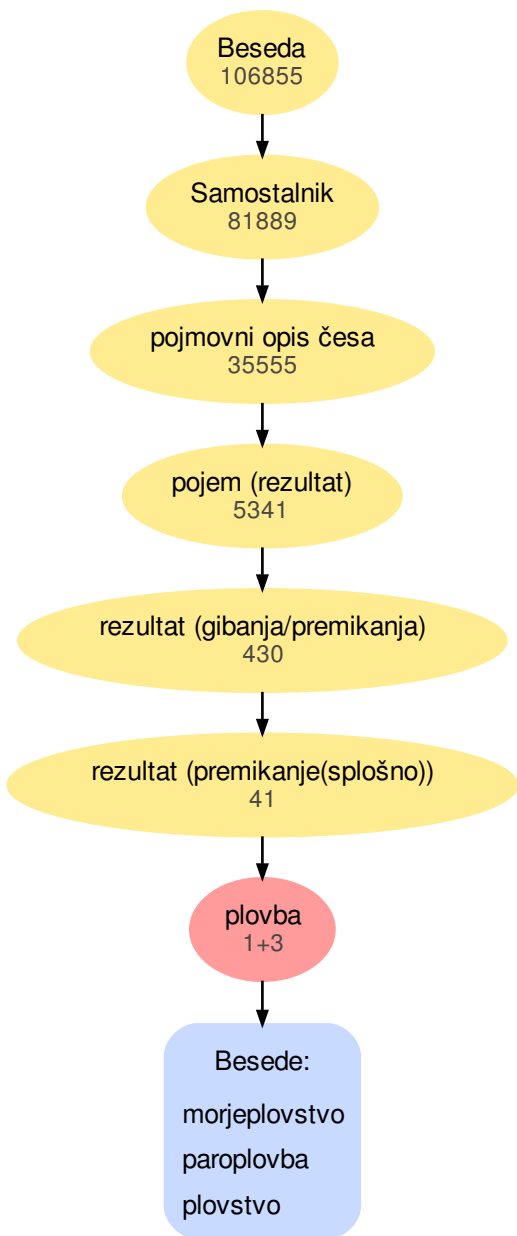 Beseda
106855
Samostalnik
81889
pojmovni opis česa
35555
pojem (rezultat)
5341
rezultat (gibanja/premikanja)
430
rezultat (premikanje(splošno))
41
plovba
1+3
Besede:
morjeplovstvo
paroplovba
plovstvo